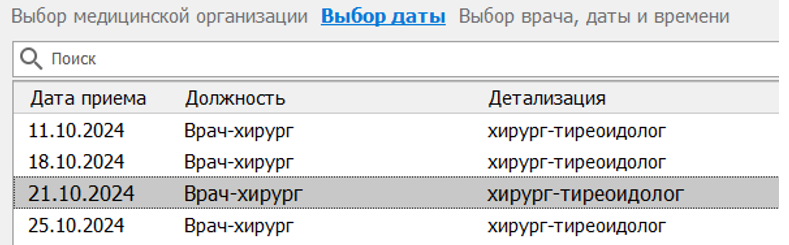 Выбор медицинской организации Выбор даты Выбор врача, даты и времени
Поиск
Дата приема Должность Детализация
11.10.2024 Врач-хирург хирург-тиреоидолог
18.10.2024 Врач-хирург хирург-тиреоидолог
21.10.2024 Врач-хирург хирург-тиреоидолог
25.10.2024 Врач-хирург хирург-тиреоидолог